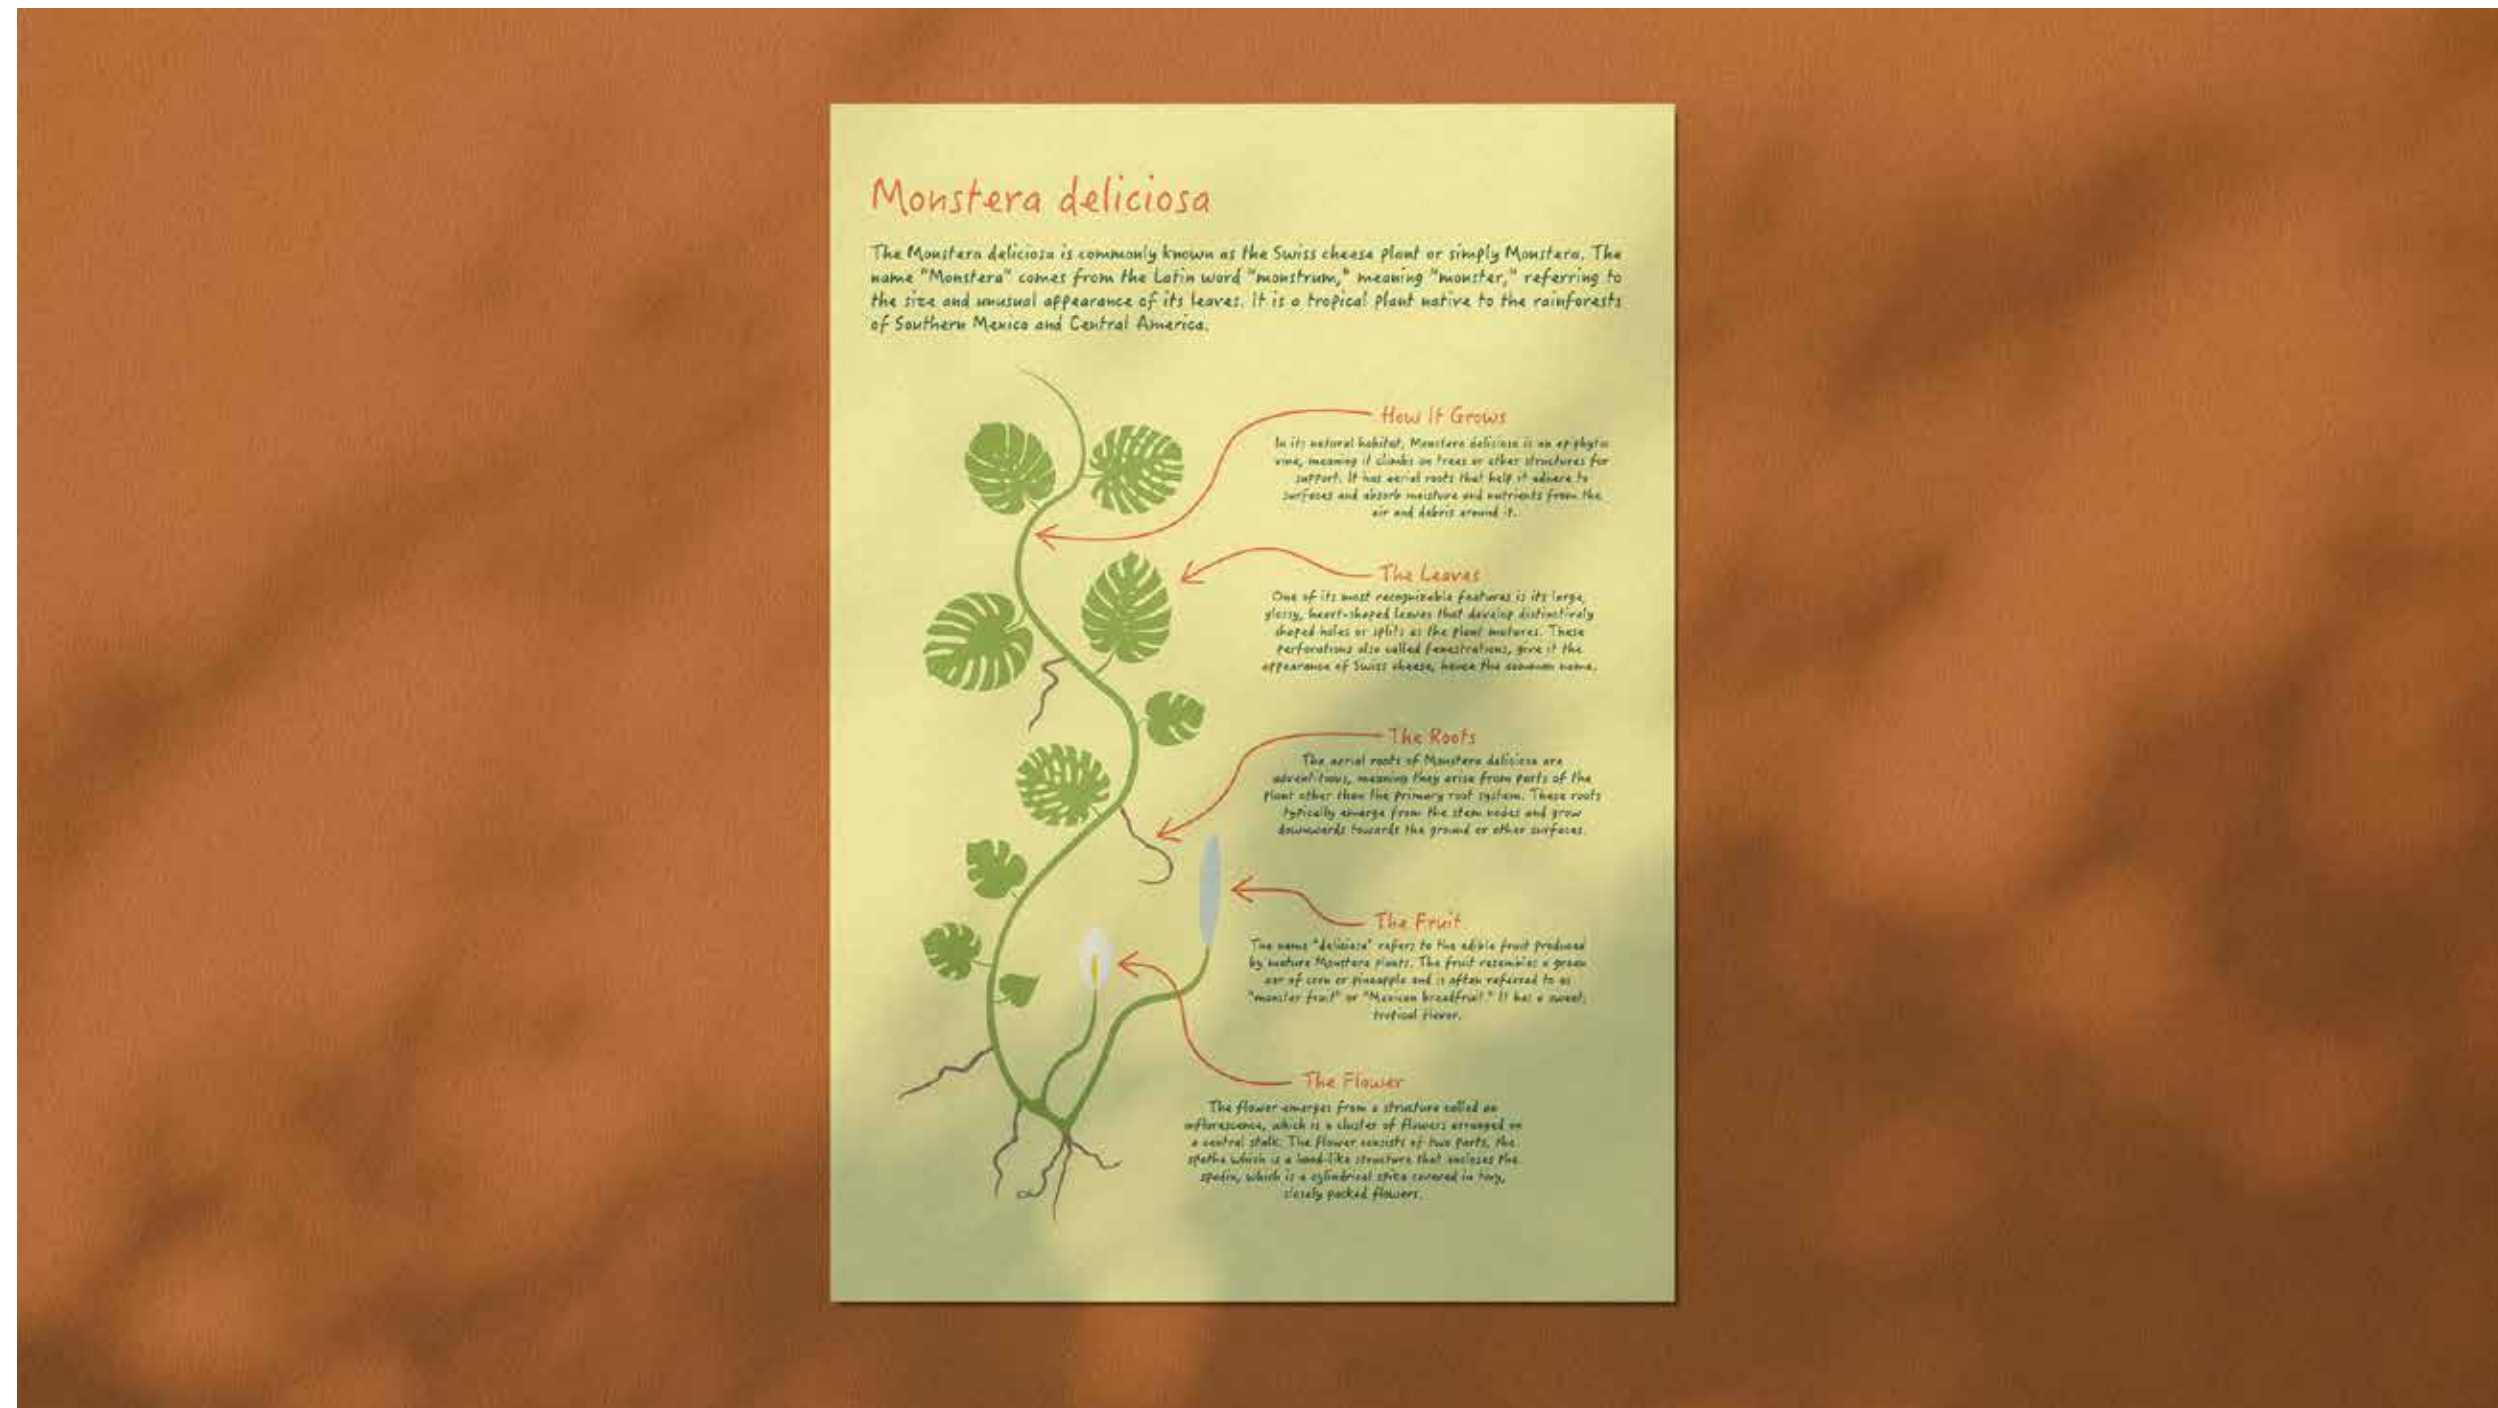 Monstera deliciosa
The Monstera deliciosa is commonly known as the Swiss cheese plant or simply Monstera. The
name "Monstera" comes from the Latin word "monstrum," meaning "monster," referring to
the size and unusual appearance of its leaves. It is a tropical plant native to the rainforests
of Southern Mexico and Central America.
How It Grows
In its natural habitat, Monstera deliciosa is an epiphytic
vine, meaning it climbs on trees or other structures for
support. It has aerial roots that help it adhere to
surfaces and absorb moisture and nutrients from the
air and debris around it.
The Leaves
One of its most recognizable features is its large,
glossy, heart-shaped leaves that develop distinctively
shaped holes or splits as the plant matures. These
perforations also called fenestrations, give it the
appearance of Swiss cheese, hence the common name.
The Roots
The aerial roots of Monstera deliciosa are
adventitious, meaning they arise from parts of the
plant other than the primary root system. These roots
typically emerge from the stem nodes and grow
downwards towards the ground or other surfaces.
The Fruit
The name "deliciosa" refers to the edible fruit produced
by mature Monstera plants. The fruit resembles a green
ear of corn or pineapple and is often referred to as
"monster fruit" or "Mexican breadfruit." It has a sweet,
tropical flavor.
The Flower
The flower emerges from a structure called an
inflorescence, which is a cluster of flowers arranged on
a central stalk. The flower consists of two parts, the
spathe which is a hood-like structure that encloses the
spadix, which is a cylindrical spike covered in tiny,
closely packed flowers.